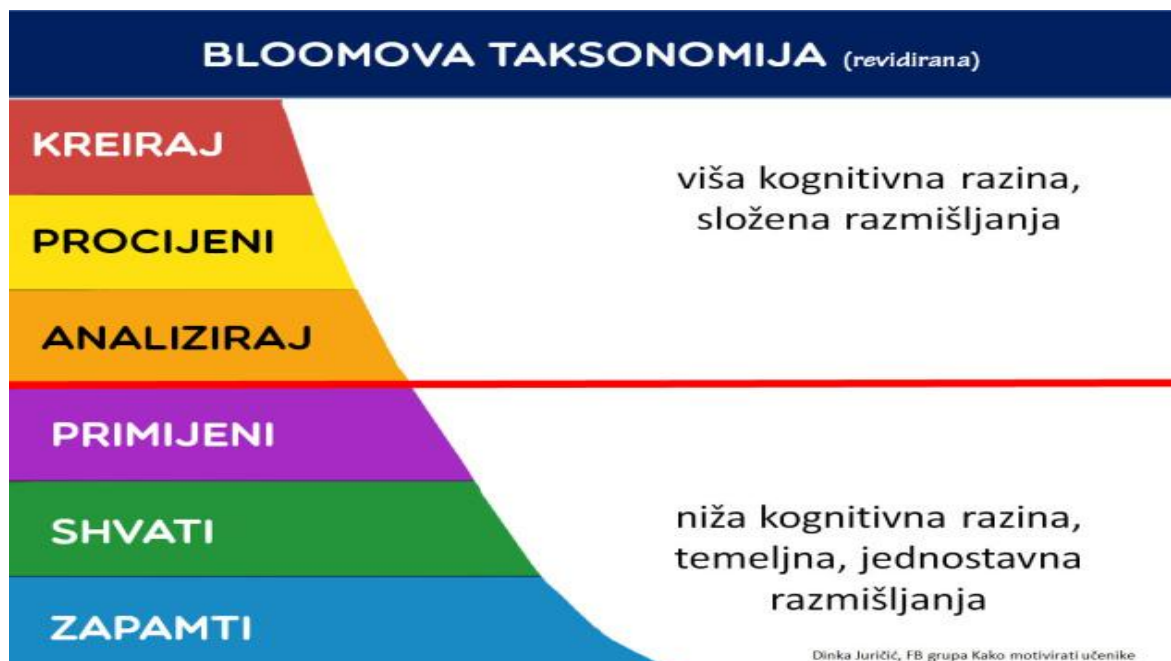 BLOOMOVA TAKSONOMIJA (revidirana)
KREIRAJ
PROCIJENI
ANALIZIRAJ
viša kognitivna razina,
složena razmišljanja
PRIMIJENI
SHVATI
ZAPAMTI
niža kognitivna razina,
temeljna, jednostavna
razmišljanja
Dinka Juričić, FB grupa Kako motivirati učenike